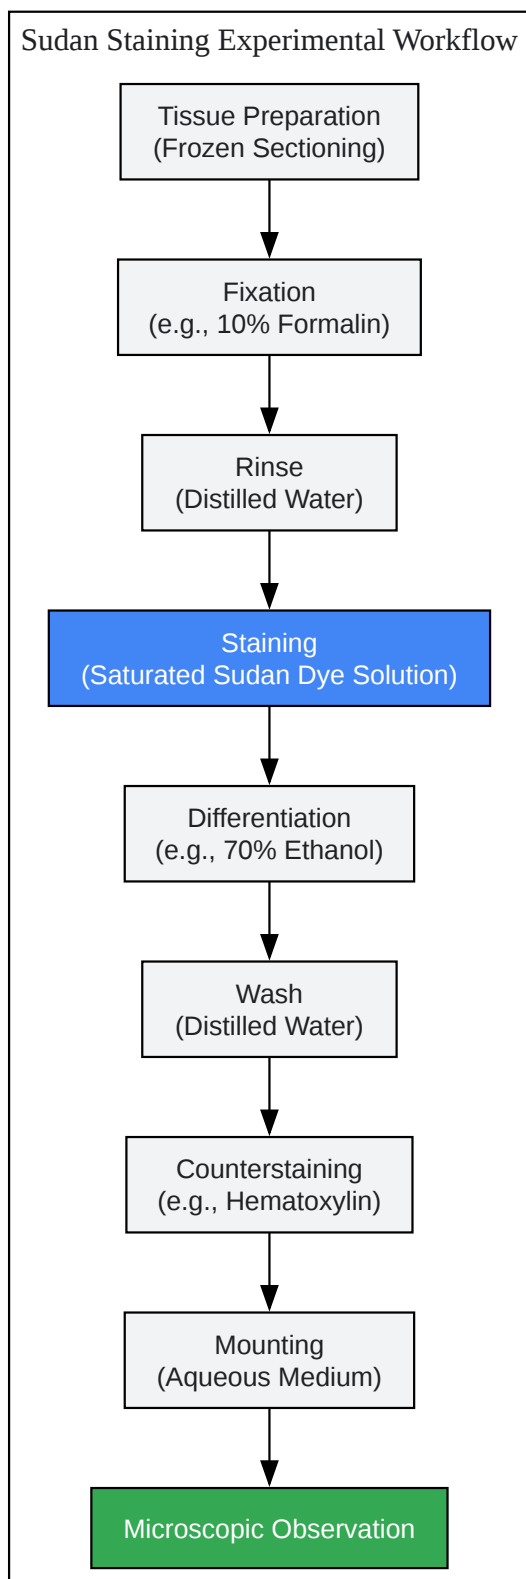 Sudan Staining Experimental Workflow
Tissue Preparation
(Frozen Sectioning)
Fixation
(e.g., 10% Formalin)
Rinse
(Distilled Water)
Staining
(Saturated Sudan Dye Solution)
Differentiation
(e.g., 70% Ethanol)
Wash
(Distilled Water)
Counterstaining
(e.g., Hematoxylin)
Mounting
(Aqueous Medium)
Microscopic Observation